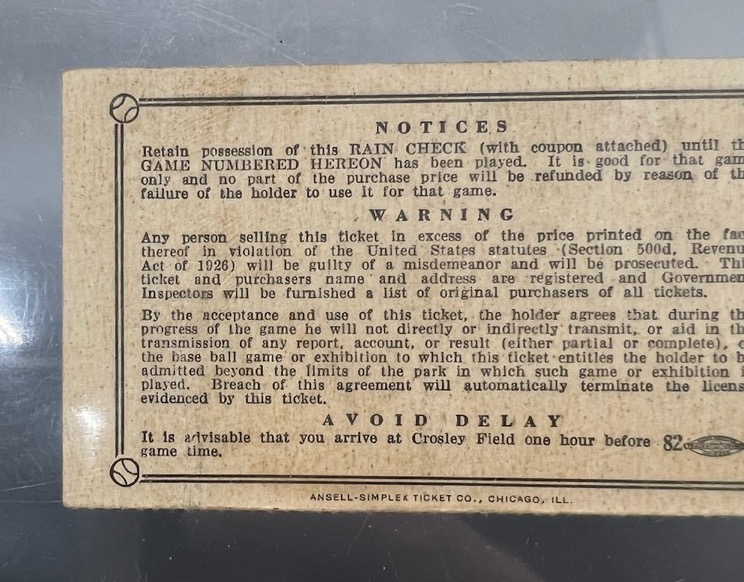 NOTICES
Retain possession of this RAIN CHECK (with coupon attached) until th
GAME NUMBERED HEREON has been played. It is good for that gam
only and no part of the purchase price will be refunded by reason of th
failure of the holder to use it for that game.
WARNING
Any person selling this ticket in excess of the price printed on the fac
thereof in violation of the United States statutes (Section 500d, Revenu
Act of 1926) will be guilty of a misdemeanor and will be prosecuted. Thi
ticket and purchasers name and address are registered and Governmen
Inspectors will be furnished a list of original purchasers of all tickets.
By the acceptance and use of this ticket, the holder agrees that during th
progress of the game he will not directly or indirectly transmit, or aid in th
transmission of any report, account, or result (either partial or complete), o
the base ball game or exhibition to which this ticket entitles the holder to b
admitted beyond the limits of the park in which such game or exhibition i
played. Breach of this agreement will automatically terminate the licens
evidenced by this ticket.
AVOID DELAY
It is advisable that you arrive at Crosley Field one hour before 82
game time.
ANSELL-SIMPLEX TICKET CO., CHICAGO, ILL.